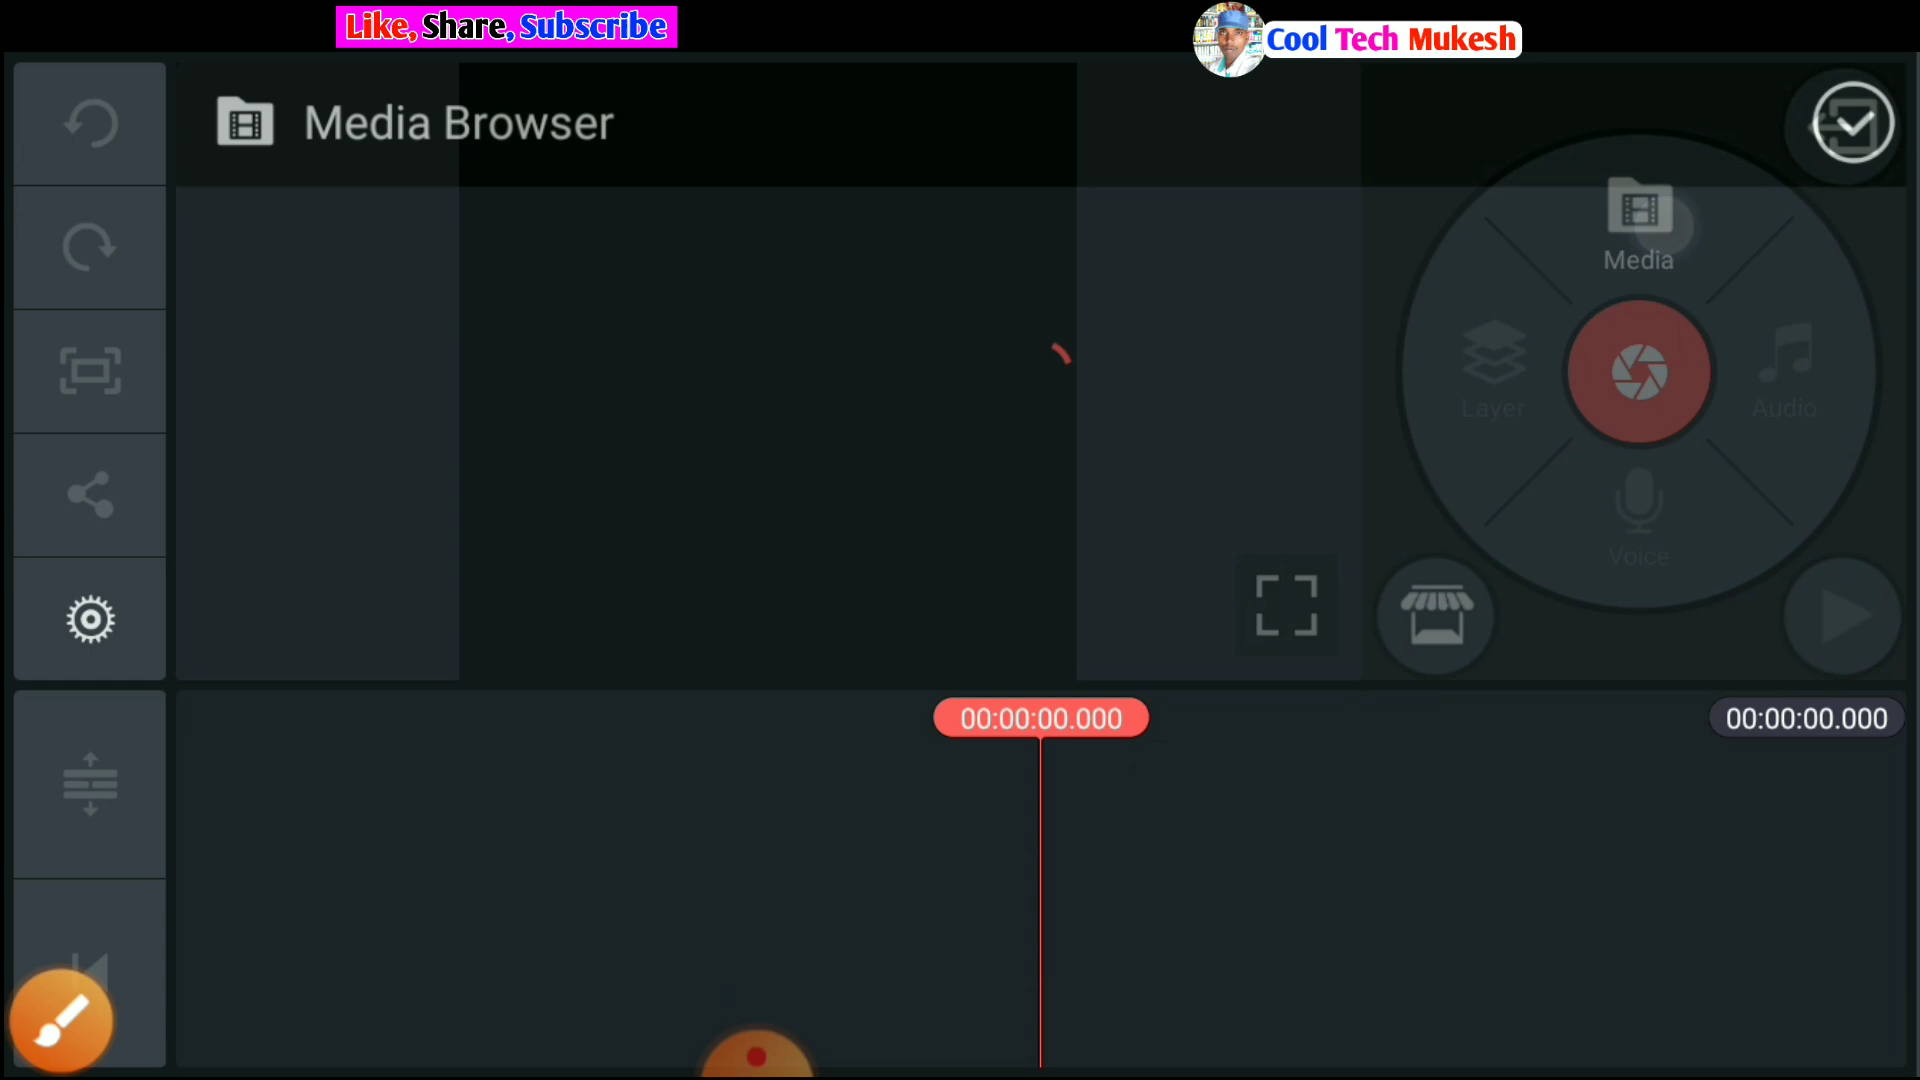 Like, Share, Subscribe
Cool Tech Mukesh
Media Browser
Media
Layer
Audio
Voice
00:00:00.000
00:00:00.000